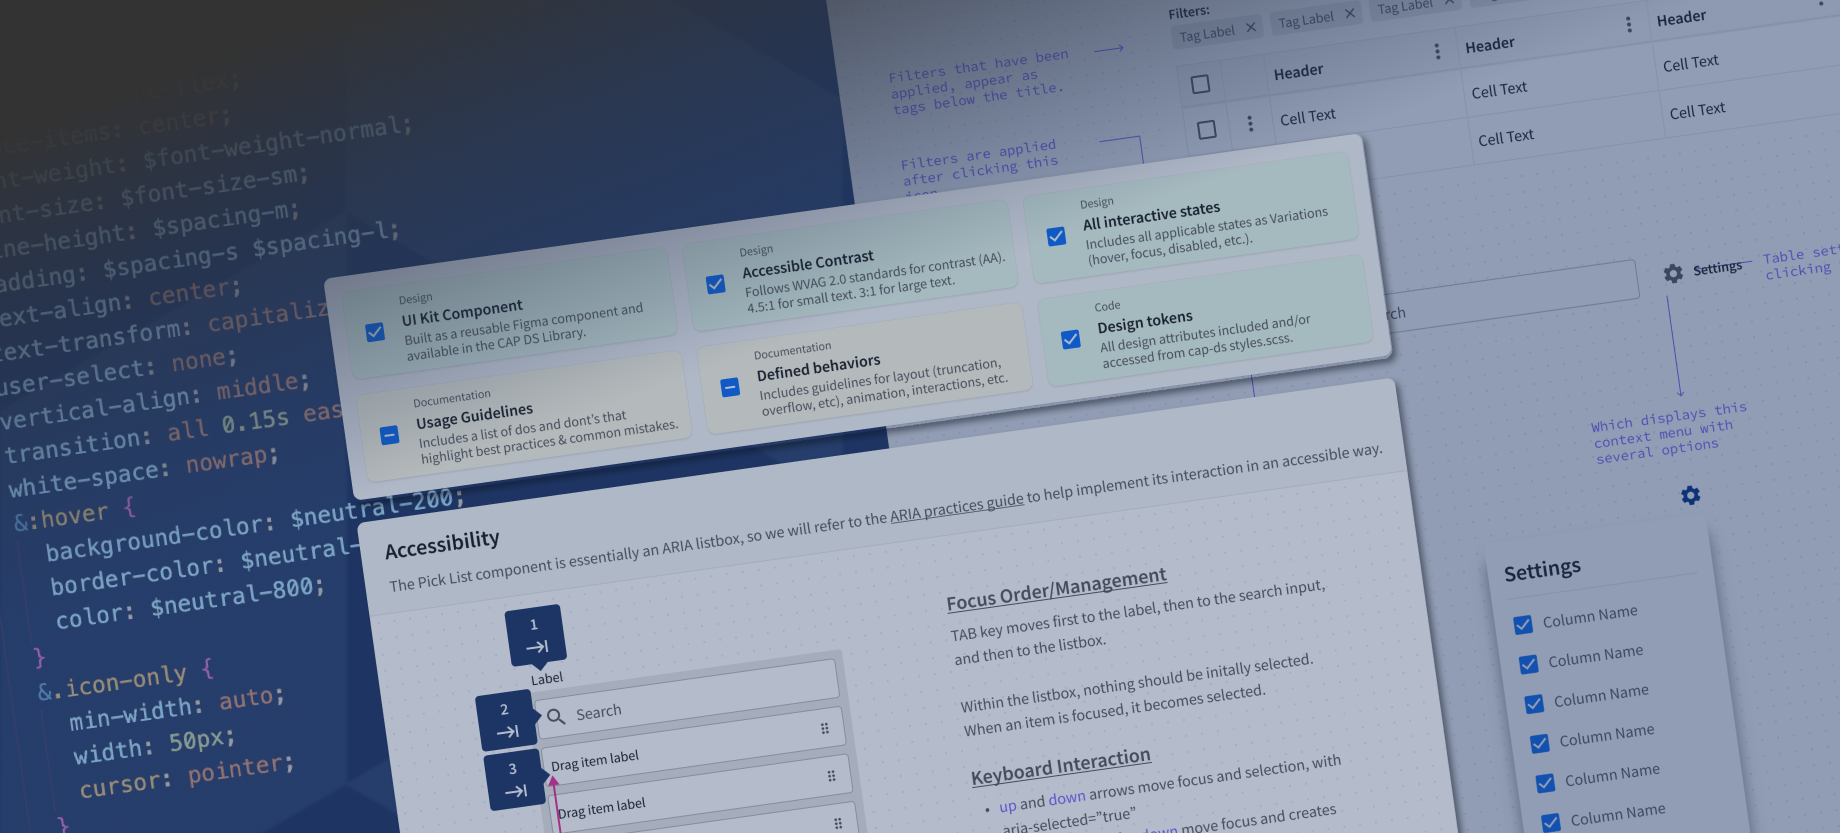 flex;
-items: center;
nt-weight: $font-weight-normal;
nt-size: $font-size-sm;
ine-height: $spacing-m;
adding: $spacing-s $spacing-l;
ext-align: center;
text-transform: capitaliz
user-select: none;
vertical-align: middle;
transition: all 0.15s eas
white-space: nowrap;
&:hover {
background-color: $neutral-200;
border-color: $neutral-
color: $neutral-800;
}
&.icon-only {
min-width: auto;
width: 50px;
cursor: pointer;
}
Filters:
Tag Label
Tag Label
Tag Label
Filters that have been
applied, appear as
tags below the title.
Filters are applied
after clicking this
icon
Header
Header
Header
Cell Text
Cell Text
Cell Text
Cell Text
Cell Text
Design
UI Kit Component
Built as a reusable Figma component and
available in the CAP DS Library.
Design
Accessible Contrast
Follows WVAG 2.0 standards for contrast (AA).
4.5:1 for small text. 3:1 for large text.
Design
All interactive states
Includes all applicable states as Variations
(hover, focus, disabled, etc.).
Documentation
Usage Guidelines
Includes a list of dos and dont's that
highlight best practices & common mistakes.
Documentation
Defined behaviors
Includes guidelines for layout (truncation,
overflow, etc), animation, interactions, etc.
Code
Design tokens
All design attributes included and/or
accessed from cap-ds styles.scss.
rch
Settings
Table set
clicking
Which displays this
context menu with
several options
Settings
Column Name
Column Name
Column Name
Column Name
Column Name
Column Name
Accessibility
The Pick List component is essentially an ARIA listbox, so we will refer to the ARIA practices guide to help implement its interaction in an accessible way.
1
Label
2
Search
3
Drag item label
Drag item label
Focus Order/Management
TAB key moves first to the label, then to the search input,
and then to the listbox.
Within the listbox, nothing should be initally selected.
When an item is focused, it becomes selected.
Keyboard Interaction
• up and down arrows move focus and selection, with
aria-selected="true"
down move focus and creates